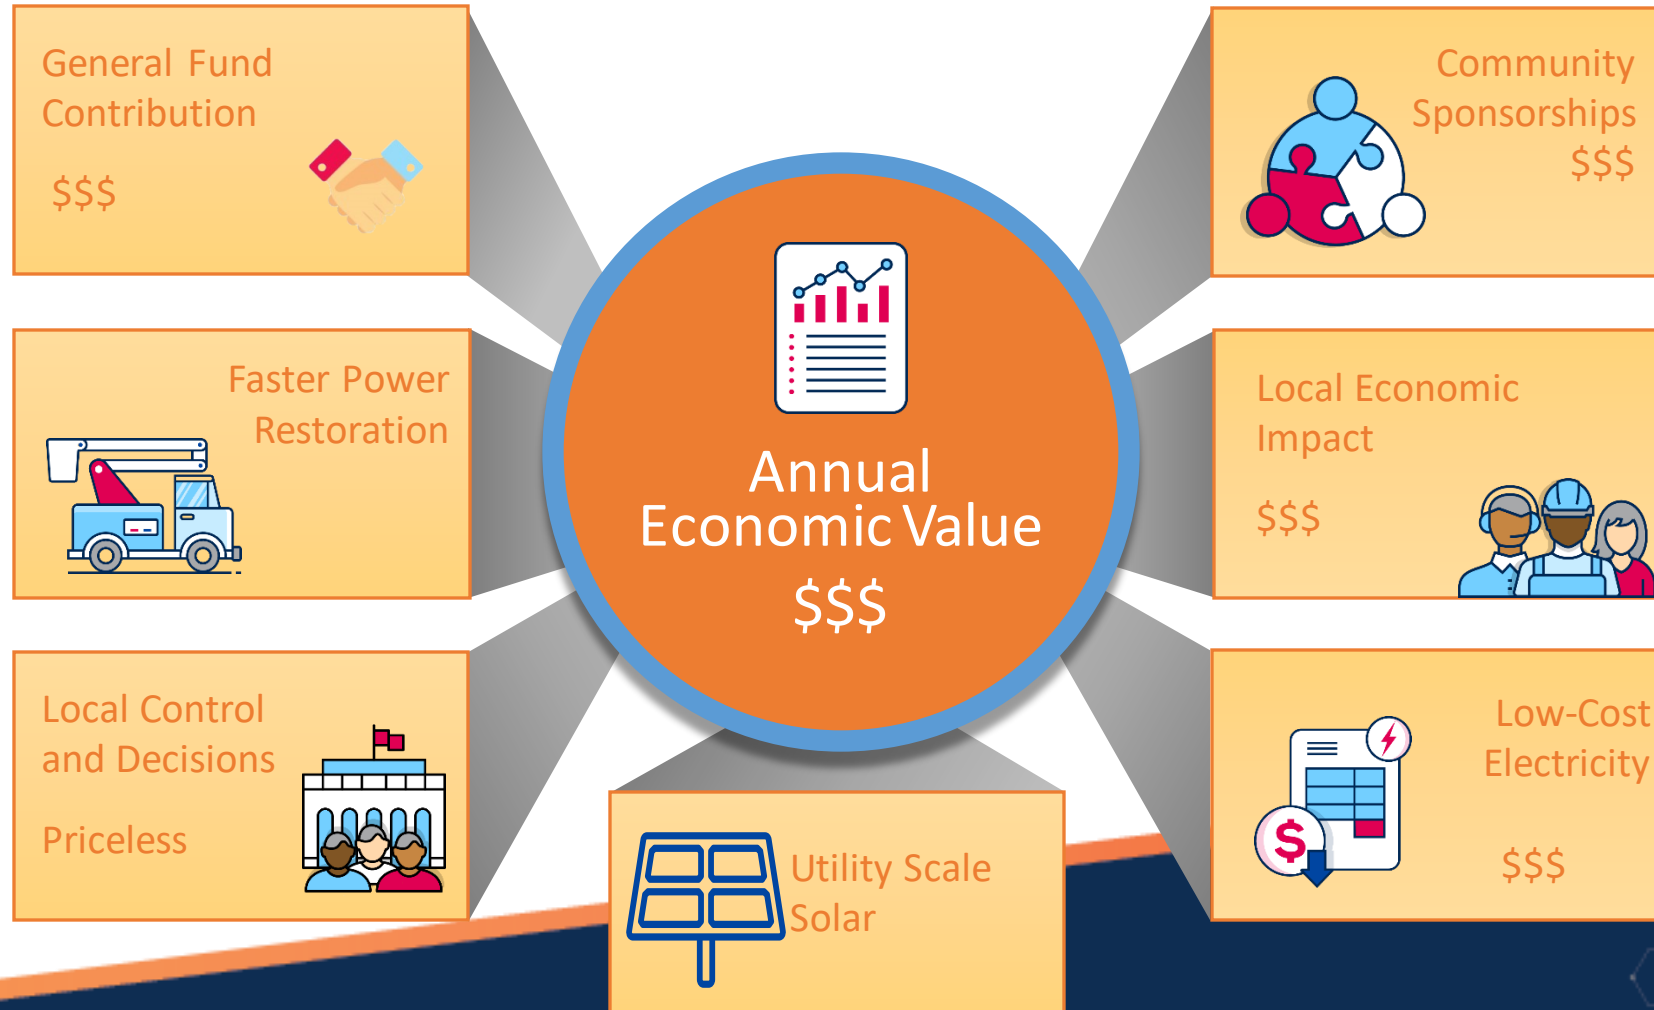 General Fund
Contribution
$$$
Community
Sponsorships
$$$
Faster Power
Restoration
Annual
Economic Value
$$$
Local Economic
Impact
$$$
Local Control
and Decisions
Priceless
Utility Scale
Solar
Low-Cost
Electricity
$$$
$